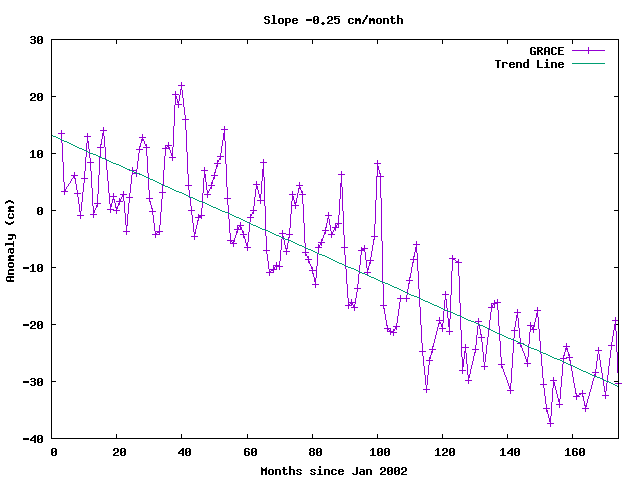 Slope -0.25 cm/month
GRACE
Trend Line
30
20
10
0
-10
-20
-30
-40
Anomaly (cm)
0 20 40 60 80 100 120 140 160
Months since Jan 2002